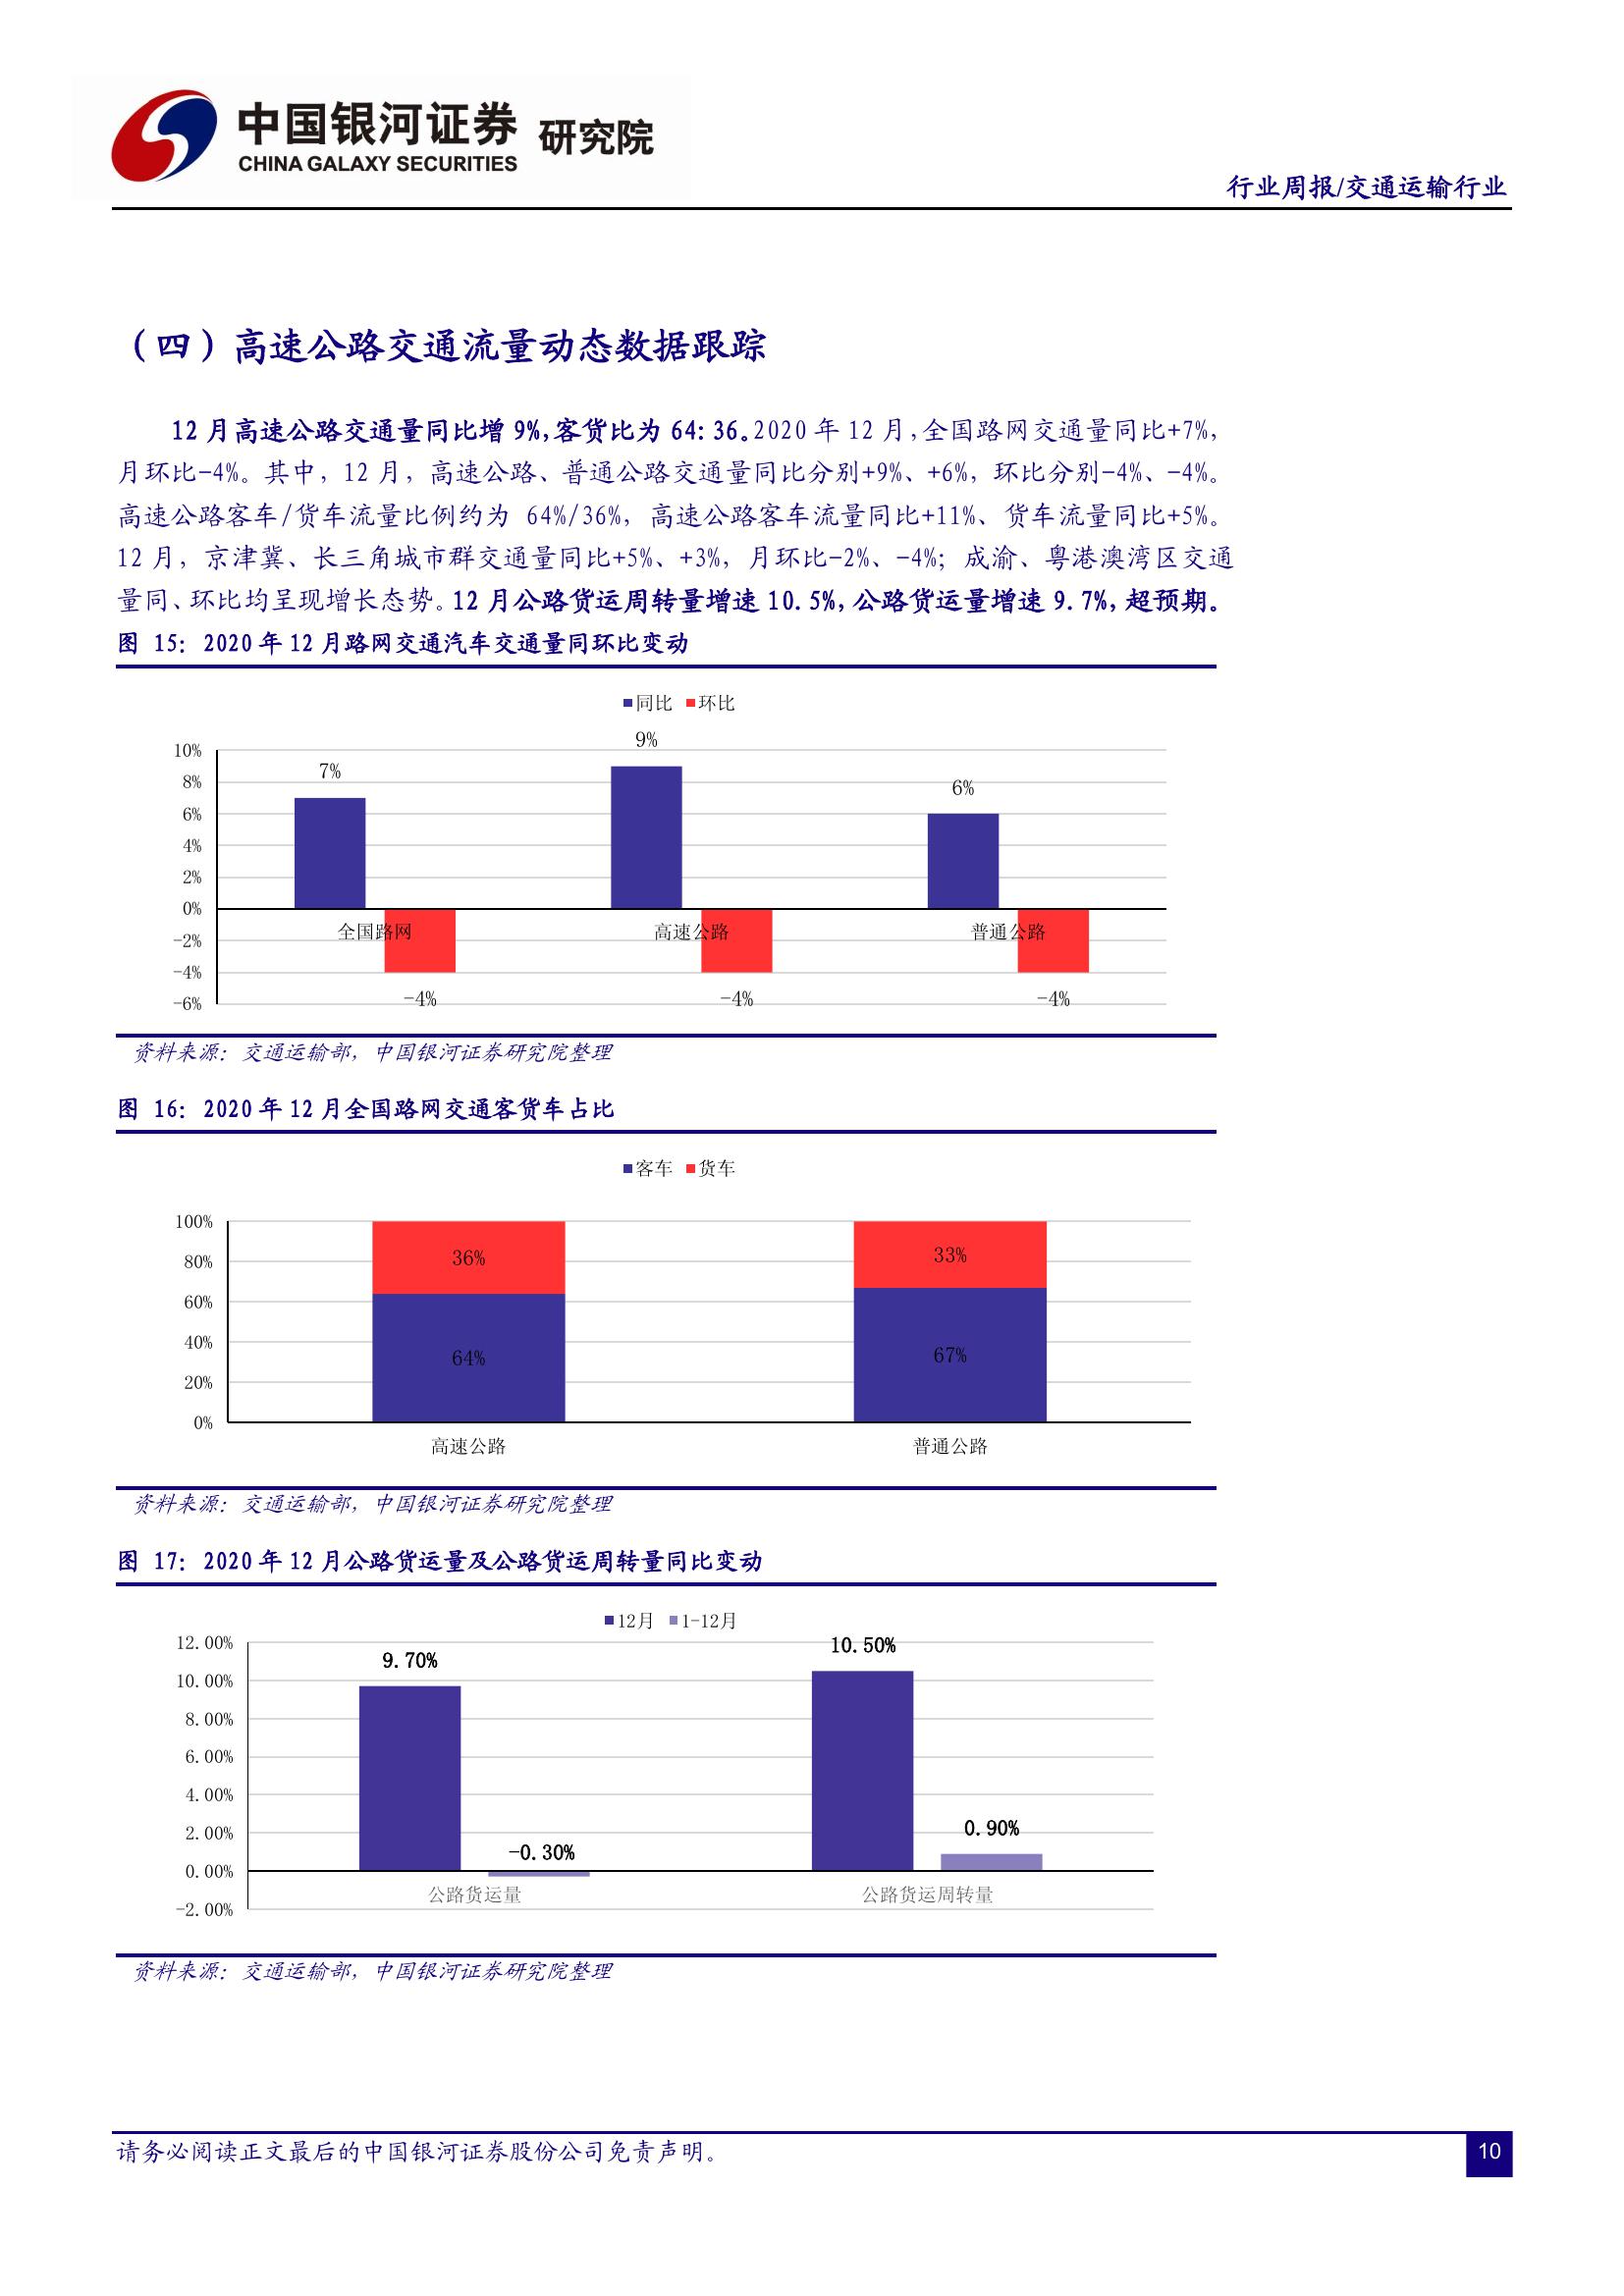 中国银河证券 研究院
CHINA GALAXY SECURITIES
行业周报/交通运输行业
（四）高速公路交通流量动态数据跟踪
12 月高速公路交通量同比增 9%,客货比为 64:36。2020 年 12 月,全国路网交通量同比+7%,
月环比-4%。其中，12 月，高速公路、普通公路交通量同比分别+9%、+6%，环比分别-4%、-4%。
高速公路客车/货车流量比例约为 64%/36%，高速公路客车流量同比+11%、货车流量同比+5%。
12 月，京津冀、长三角城市群交通量同比+5%、+3%，月环比-2%、-4%；成渝、粤港澳湾区交通
量同、环比均呈现增长态势。12 月公路货运周转量增速 10.5%,公路货运量增速 9.7%,超预期。
图 15：2020 年 12 月路网交通汽车交通量同环比变动
同比 环比
10%
8%
6%
4%
2%
0%
-2%
-4%
-6%
7%
9%
6%
全国路网
高速公路
普通公路
-4%
-4%
-4%
资料来源：交通运输部，中国银河证券研究院整理
图 16：2020 年 12 月全国路网交通客货车占比
客车 货车
100%
80%
60%
40%
20%
0%
36%
33%
64%
67%
高速公路
普通公路
资料来源：交通运输部，中国银河证券研究院整理
图 17：2020 年 12 月公路货运量及公路货运周转量同比变动
12月 1-12月
12.00%
10.00%
8.00%
6.00%
4.00%
2.00%
0.00%
-2.00%
9.70%
10.50%
-0.30%
0.90%
公路货运量
公路货运周转量
资料来源：交通运输部，中国银河证券研究院整理
请务必阅读正文最后的中国银河证券股份公司免责声明。
10